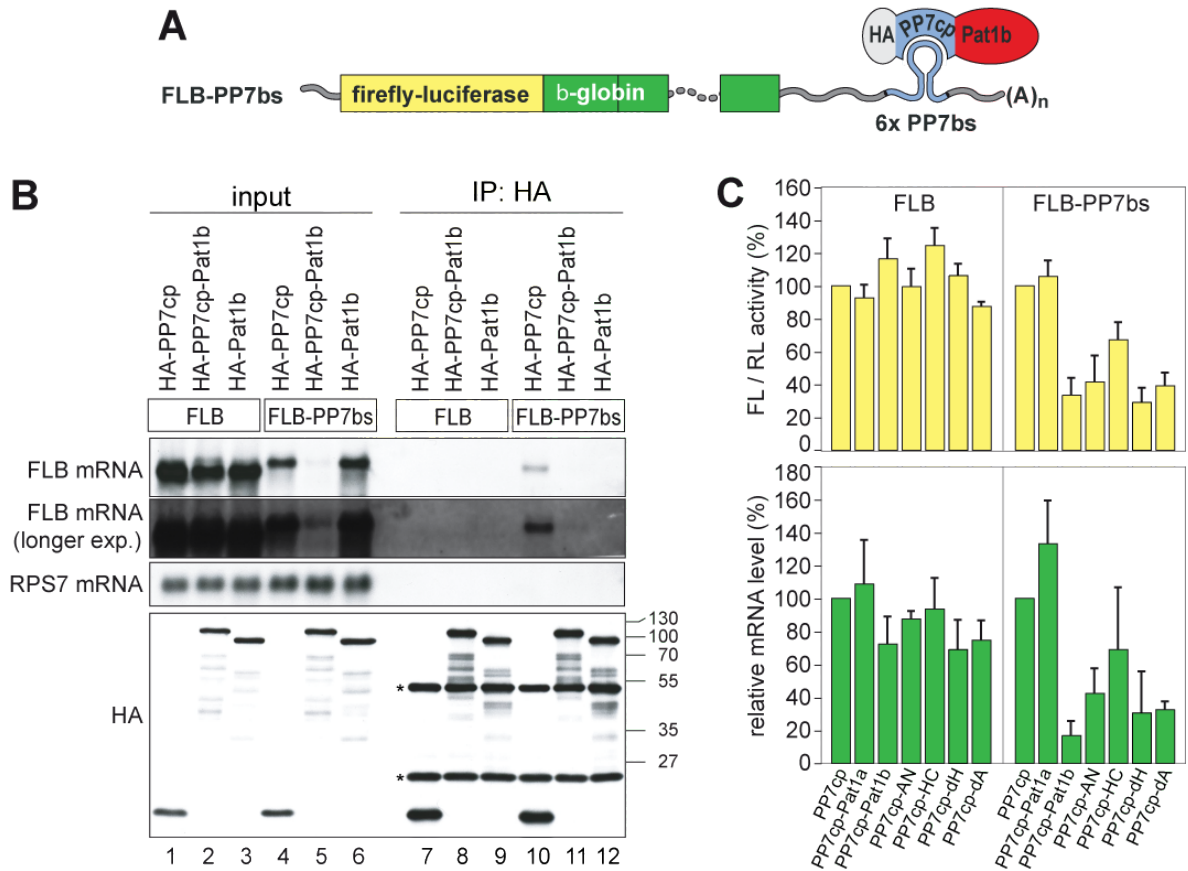 A
HA PP7cp Pat1b
FLB-PP7bs firefly-luciferase b-globin (A)n
6x PP7bs
B
input IP: HA
HA-PP7cp HA-PP7cp-Pat1b HA-Pat1b HA-PP7cp HA-PP7cp-Pat1b HA-Pat1b HA-PP7cp HA-PP7cp-Pat1b HA-Pat1b HA-PP7cp HA-PP7cp-Pat1b HA-Pat1b
FLB FLB-PP7bs FLB FLB-PP7bs
FLB mRNA
FLB mRNA
(longer exp.)
RPS7 mRNA
HA
130
100
70
55
35
27
*
*
1 2 3 4 5 6 7 8 9 10 11 12
C
FL / RL activity (%)
160
140
120
100
80
60
40
20
0
FLB FLB-PP7bs
relative mRNA level (%)
180
160
140
120
100
80
60
40
20
0
PP7cp PP7cp-Pat1a PP7cp-Pat1b PP7cp-AN PP7cp-HC PP7cp-dH PP7cp-dA PP7cp PP7cp-Pat1a PP7cp-Pat1b PP7cp-AN PP7cp-HC PP7cp-dH PP7cp-dA